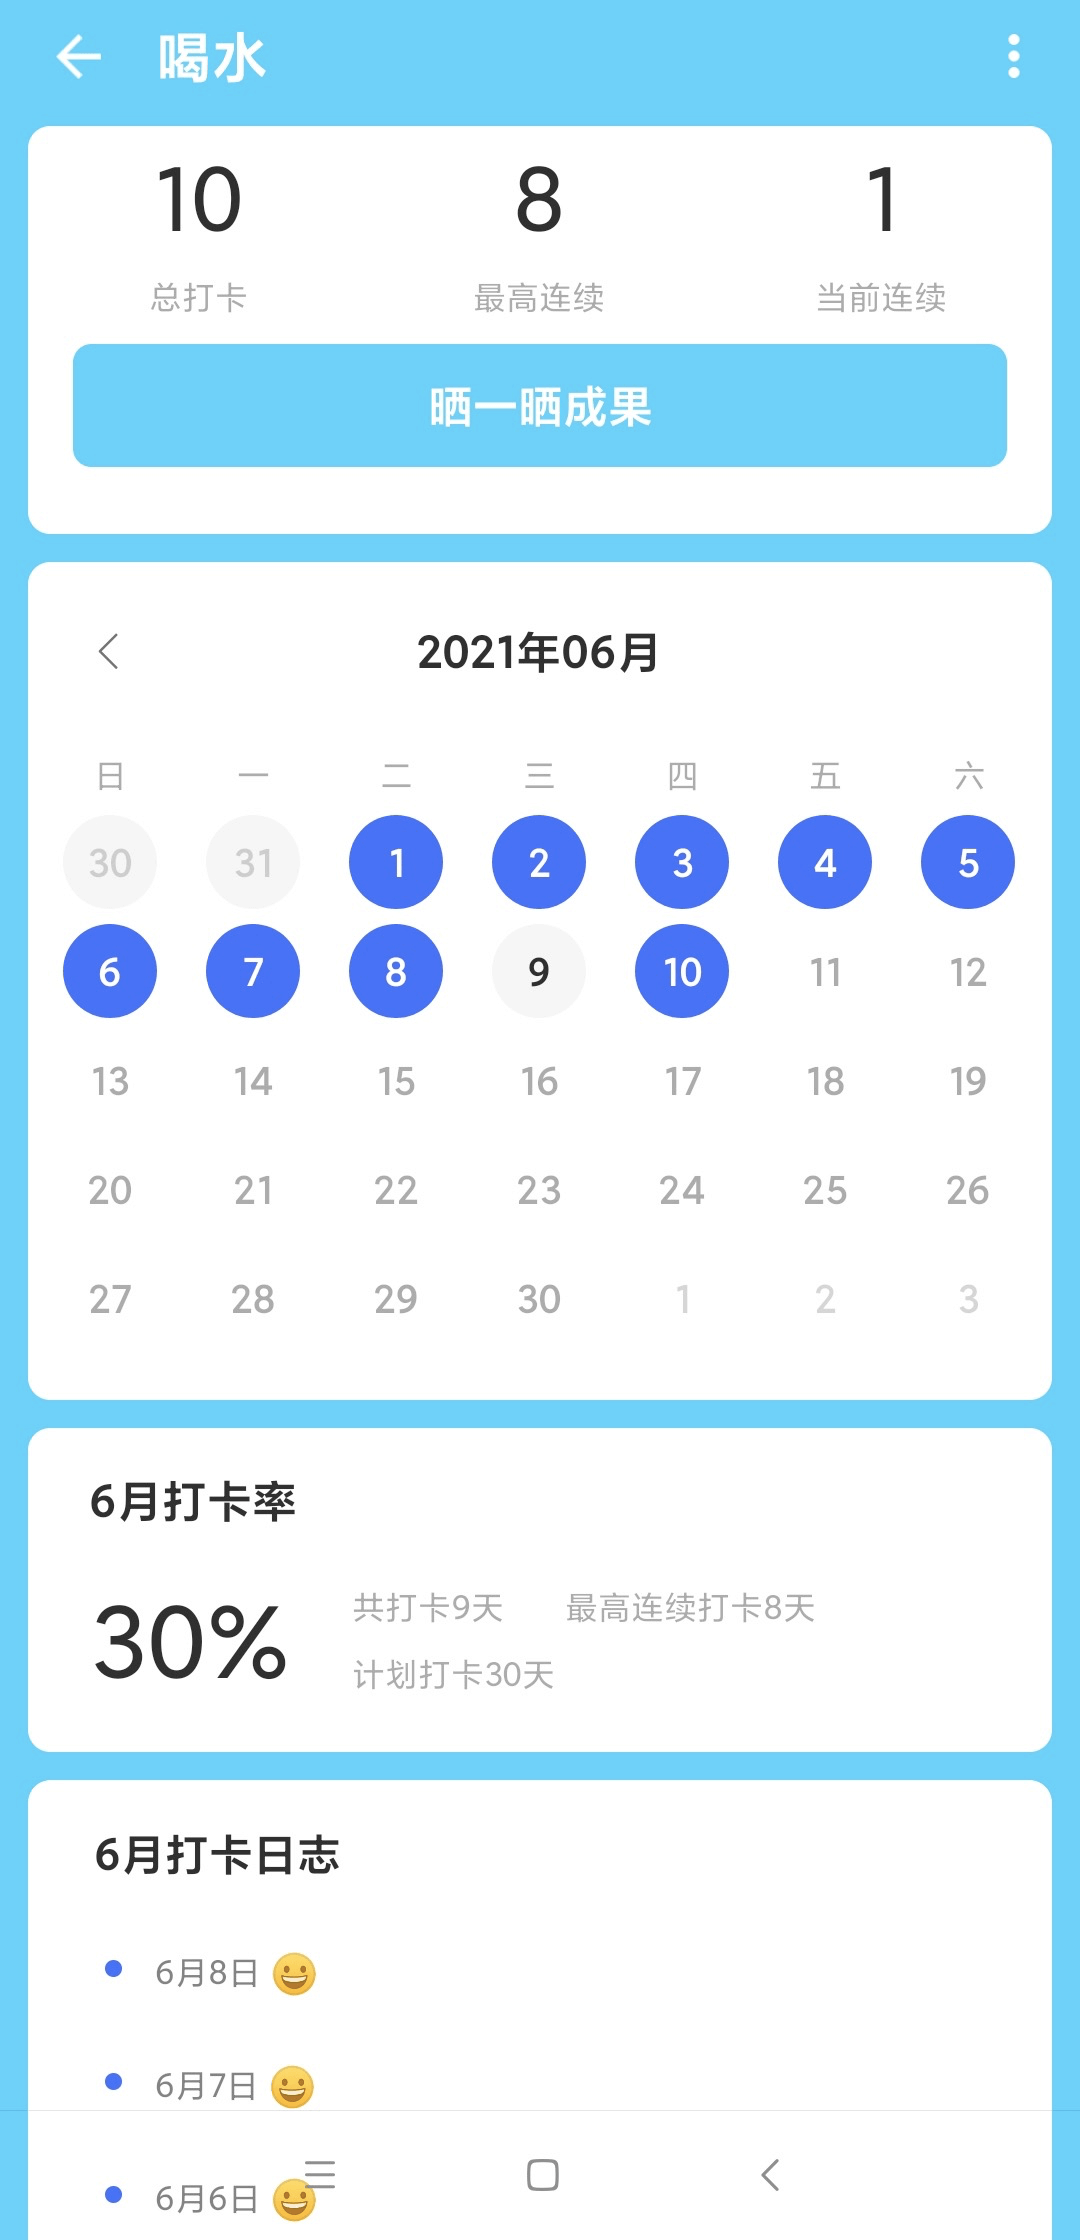 喝水
10 8 1
总打卡 最高连续 当前连续
晒一晒成果
2021年06月
日 一 二 三 四 五 六
30 31 1 2 3 4 5
6 7 8 9 10 11 12
13 14 15 16 17 18 19
20 21 22 23 24 25 26
27 28 29 30 1 2 3
6月打卡率
30%
共打卡9天 最高连续打卡8天
计划打卡30天
6月打卡日志
6月8日
6月7日
6月6日